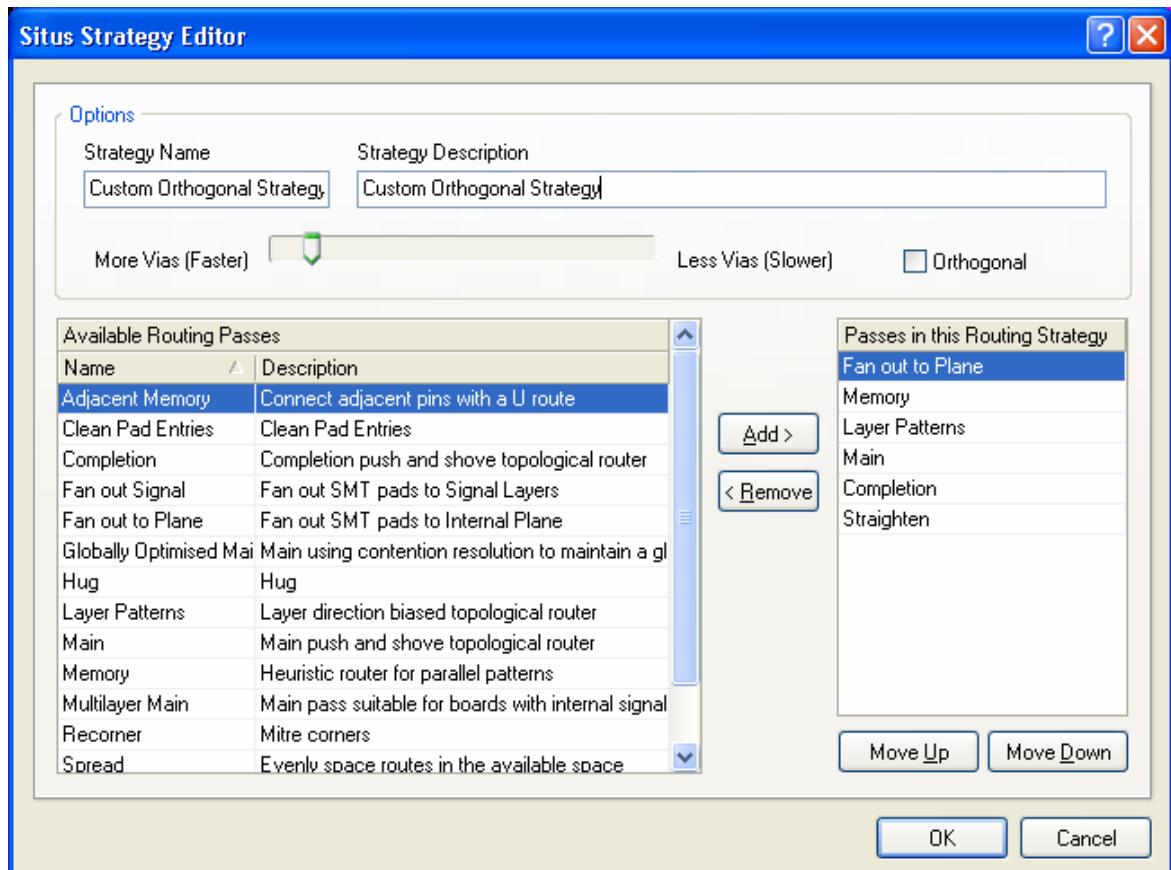 Situs Strategy Editor
Options
Strategy Name Strategy Description
Custom Orthogonal Strategy Custom Orthogonal Strategy
More Vias (Faster) Less Vias (Slower) Orthogonal
Available Routing Passes
Name Description
Adjacent Memory Connect adjacent pins with a U route
Clean Pad Entries Clean Pad Entries
Completion Completion push and shove topological router
Fan out Signal Fan out SMT pads to Signal Layers
Fan out to Plane Fan out SMT pads to Internal Plane
Globally Optimised Mai Main using contention resolution to maintain a gl
Hug Hug
Layer Patterns Layer direction biased topological router
Main Main push and shove topological router
Memory Heuristic router for parallel patterns
Multilayer Main Main pass suitable for boards with internal signal
Recorner Mitre corners
Spread Evenly space routes in the available space
Add >
< Remove
Passes in this Routing Strategy
Fan out to Plane
Memory
Layer Patterns
Main
Completion
Straighten
Move Up Move Down
OK Cancel